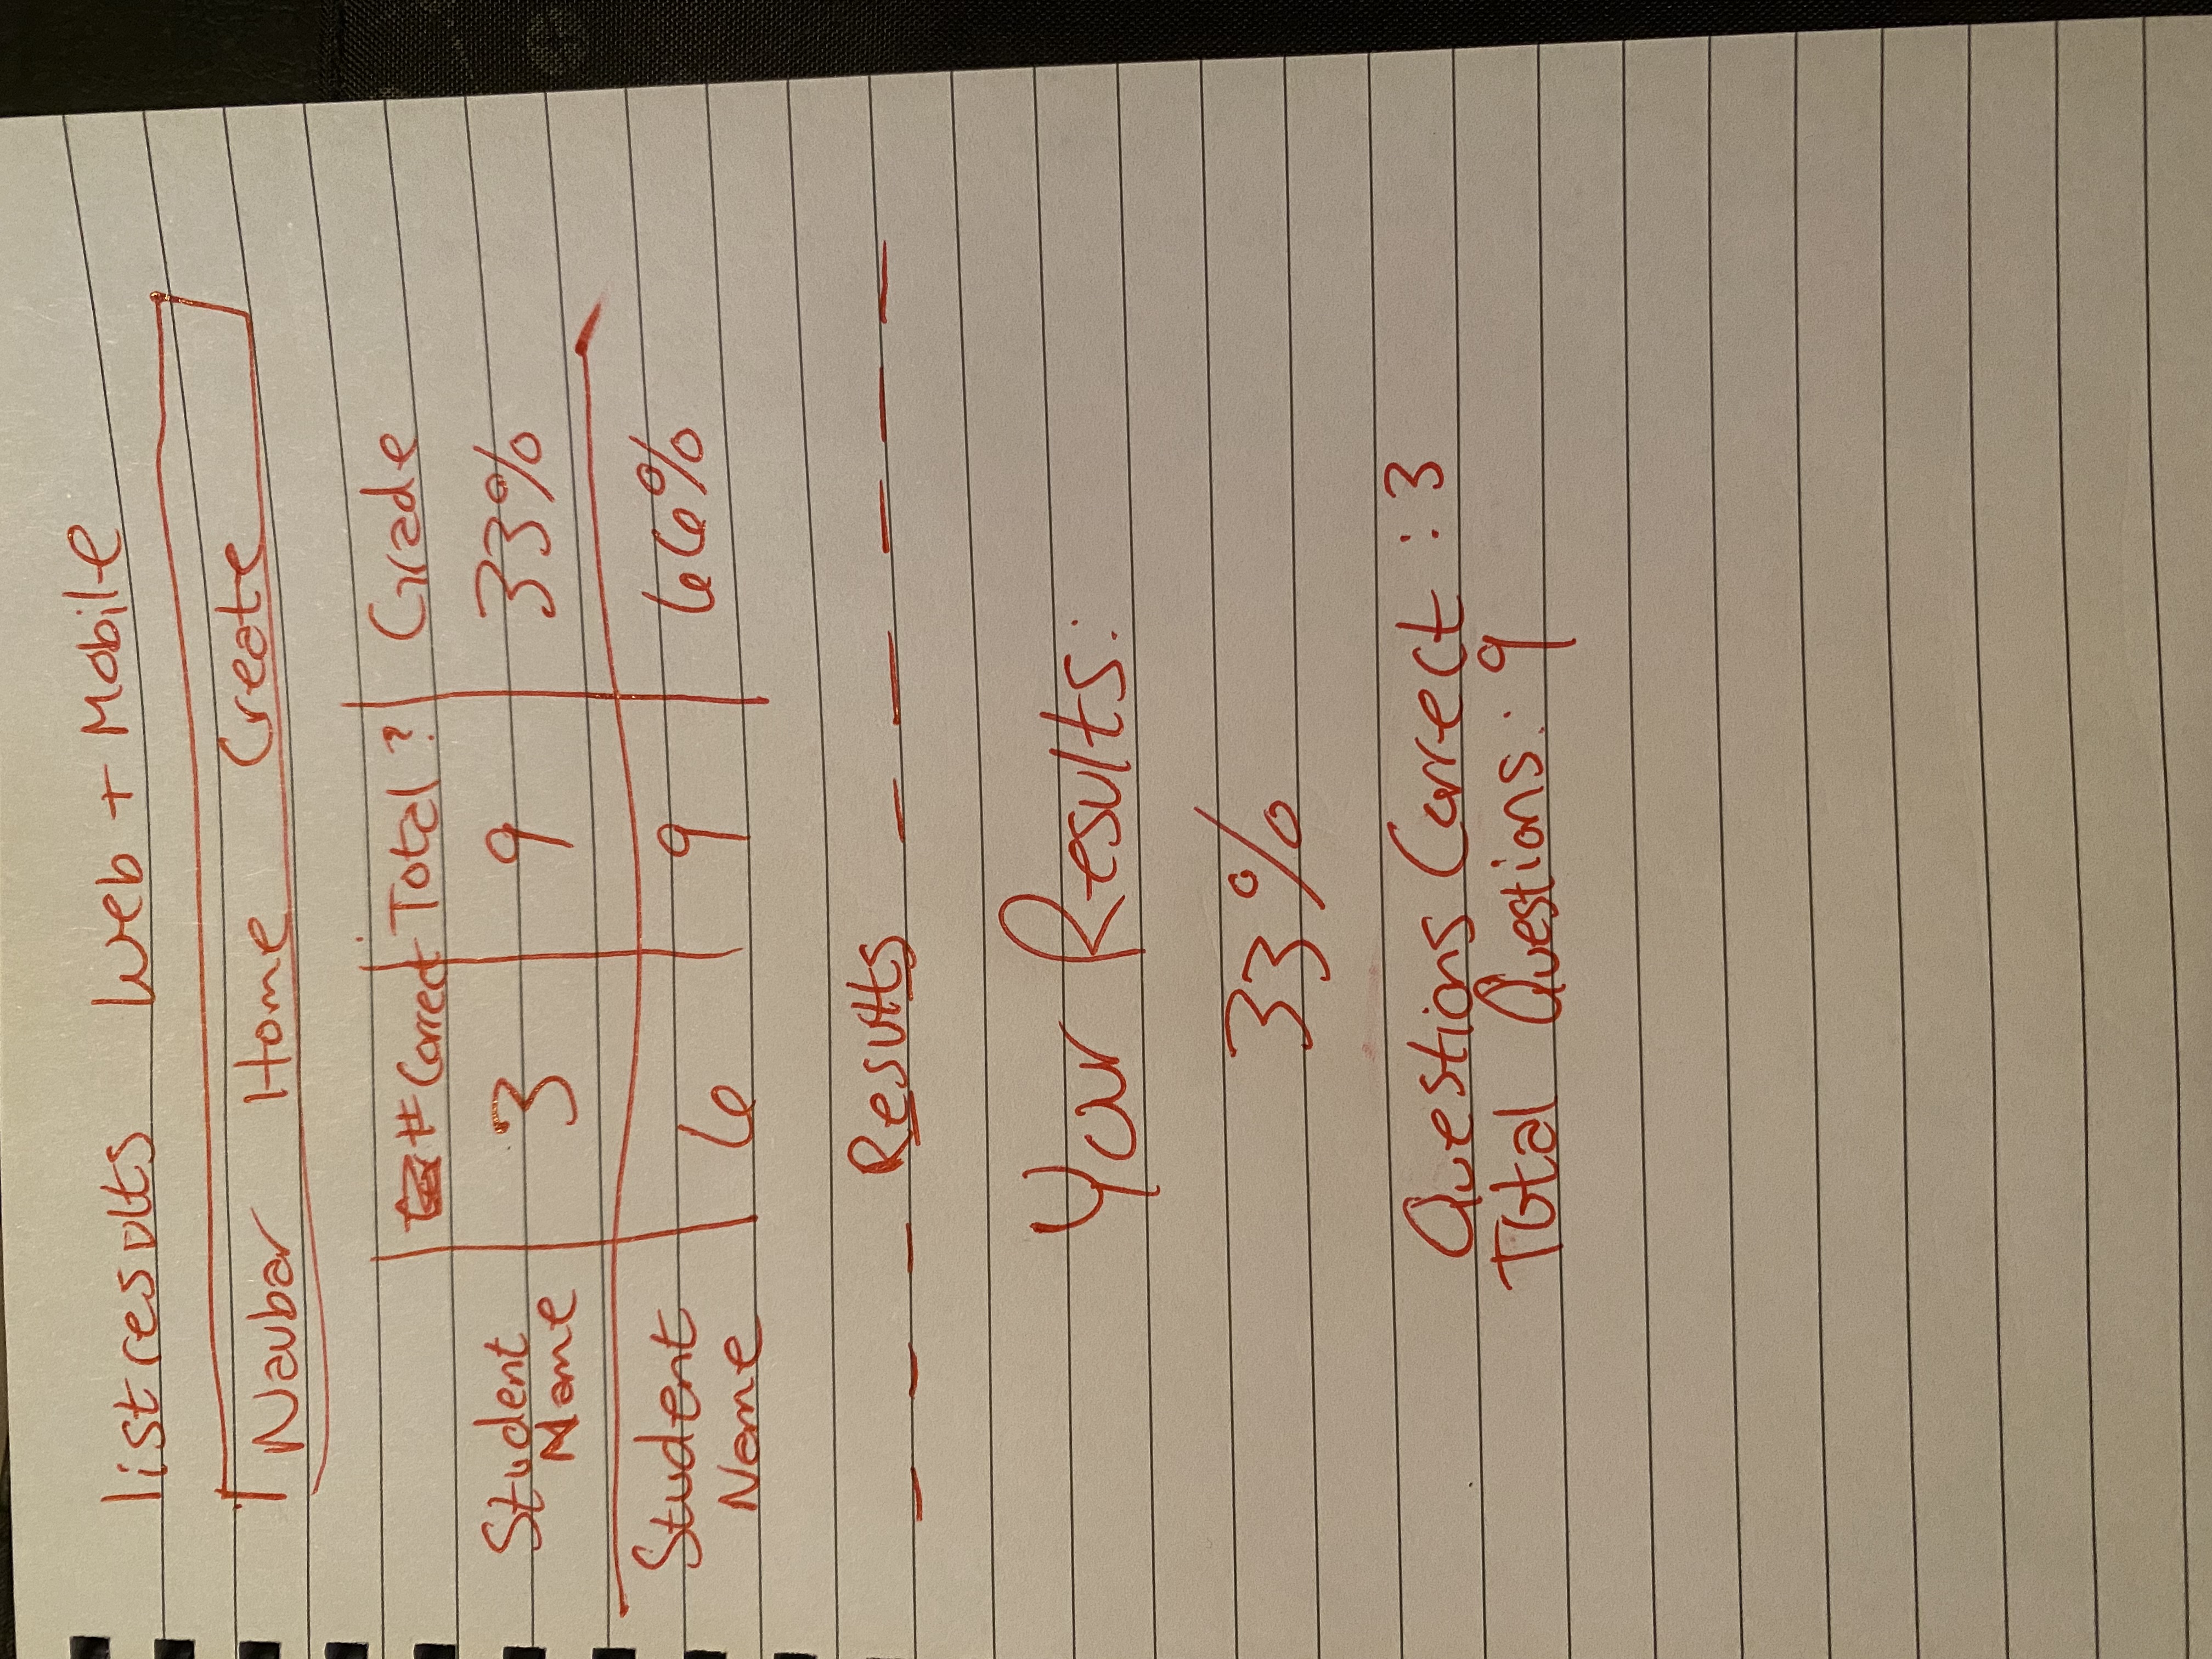 listresults Web + Mobile
Navbar Home Create
# Correct Total ? Grade
Student
Name 3 9 33%
Student
Name 6 9 66%
Results
Your Results:
33%
Questions Correct : 3
Total Questions: 9